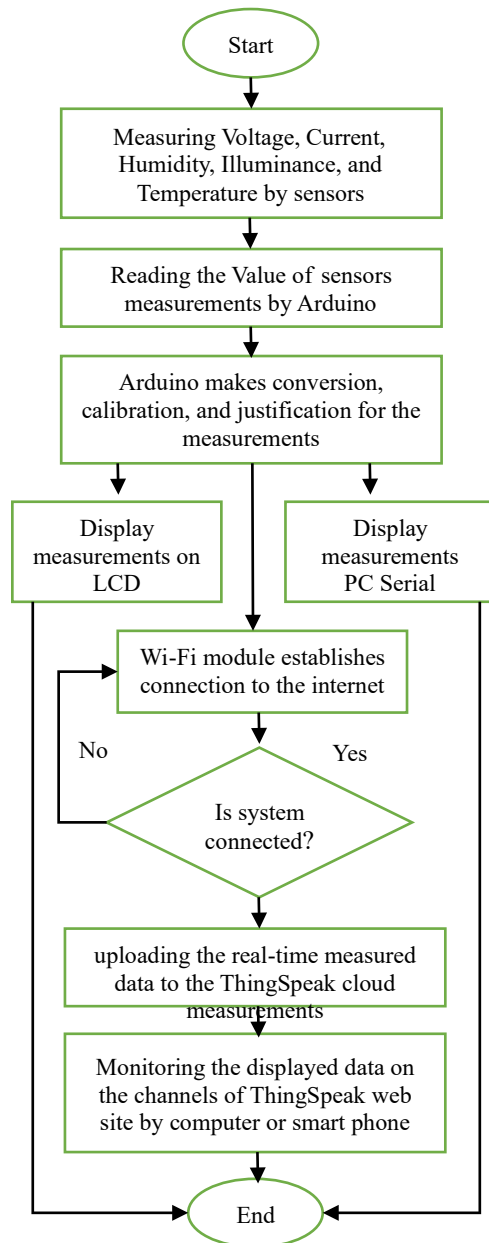 Start
Measuring Voltage, Current,
Humidity, Illuminance, and
Temperature by sensors
Reading the Value of sensors
measurements by Arduino
Arduino makes conversion,
calibration, and justification for the
measurements
Display
measurements on
LCD
Display
measurements
PC Serial
Wi-Fi module establishes
connection to the internet
No
Yes
Is system
connected?
uploading the real-time measured
data to the ThingSpeak cloud
measurements
Monitoring the displayed data on
the channels of ThingSpeak web
site by computer or smart phone
End